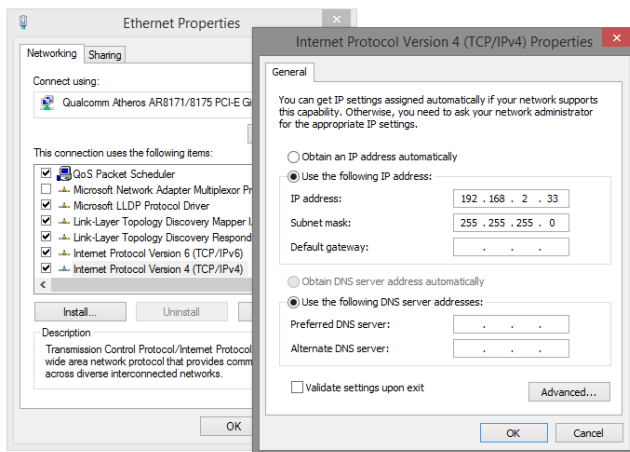 Ethernet Properties
Networking
Sharing
Connect using:
Qualcomm Atheros AR8171/8175 PCI-E Gi
This connection uses the following items:
QoS Packet Scheduler
Microsoft Network Adapter Multiplexor Pr
Microsoft LLDP Protocol Driver
Link-Layer Topology Discovery Mapper I
Link-Layer Topology Discovery Respond
Internet Protocol Version 6 (TCP/IPv6)
Internet Protocol Version 4 (TCP/IPv4)
Install...
Uninstall
Description
Transmission Control Protocol/Internet Protocol
wide area network protocol that provides comm
across diverse interconnected networks.
OK
Internet Protocol Version 4 (TCP/IPv4) Properties
General
You can get IP settings assigned automatically if your network supports
this capability. Otherwise, you need to ask your network administrator
for the appropriate IP settings.
Obtain an IP address automatically
Use the following IP address:
IP address: 192 . 168 . 2 . 33
Subnet mask: 255 . 255 . 255 . 0
Default gateway: . . .
Obtain DNS server address automatically
Use the following DNS server addresses:
Preferred DNS server: . . .
Alternate DNS server: . . .
Validate settings upon exit
Advanced...
OK
Cancel